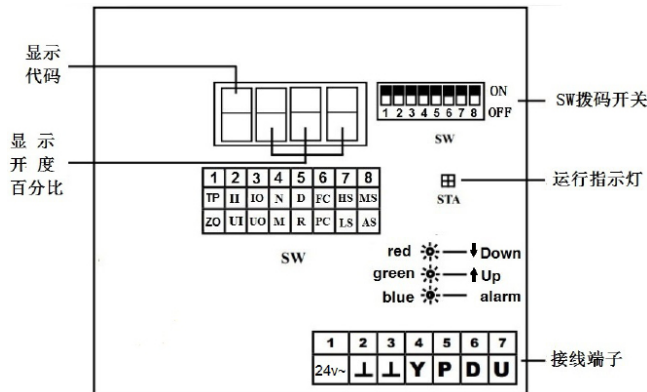 显示
代码
ON
1 2 3 4 5 6 7 8 OFF
SW拨码开关
SW
显 示
开 度
百分比
1 2 3 4 5 6 7 8
TP II IO N D FC HS MS
ZO UI UO M R PC LS AS
SW
STA
运行指示灯
red Down
green Up
blue alarm
1 2 3 4 5 6 7
24v~ ⊥ ⊥ Y P D U
接线端子